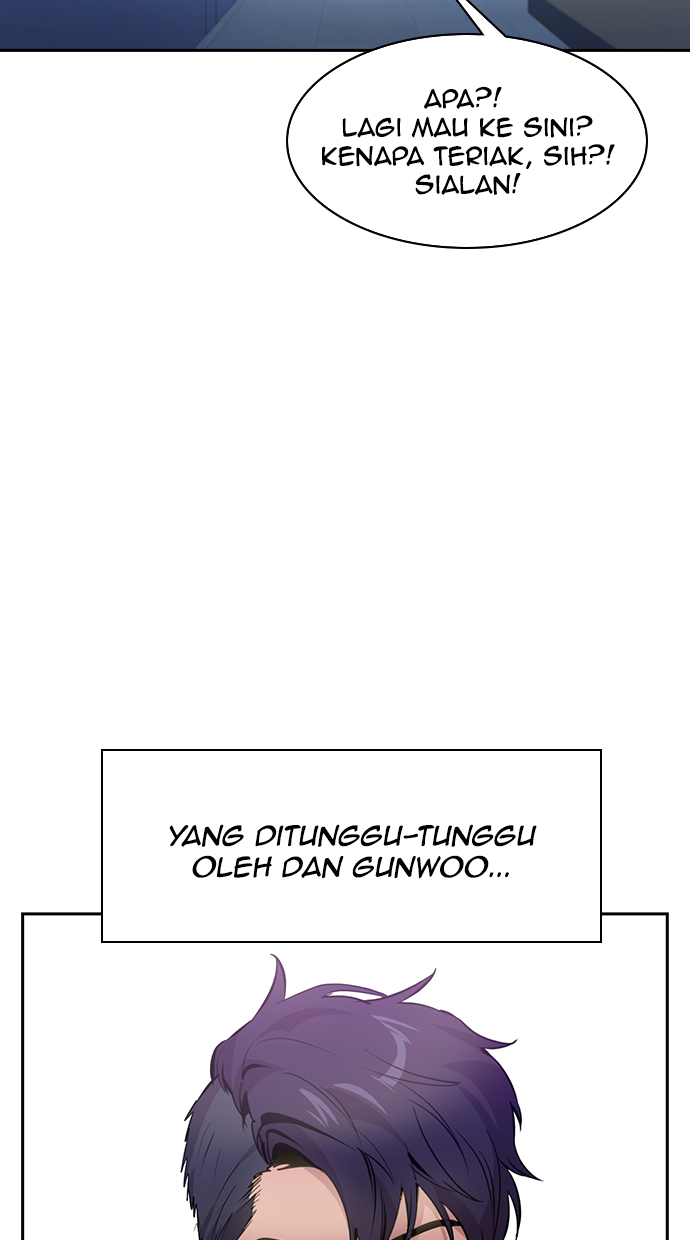 APA?!
LAGI MAU KE SINI?
KENAPA TERIAK, SIH?!
SIALAN!
YANG DITUNGGU-TUNGGU
OLEH DAN GUNWOO...